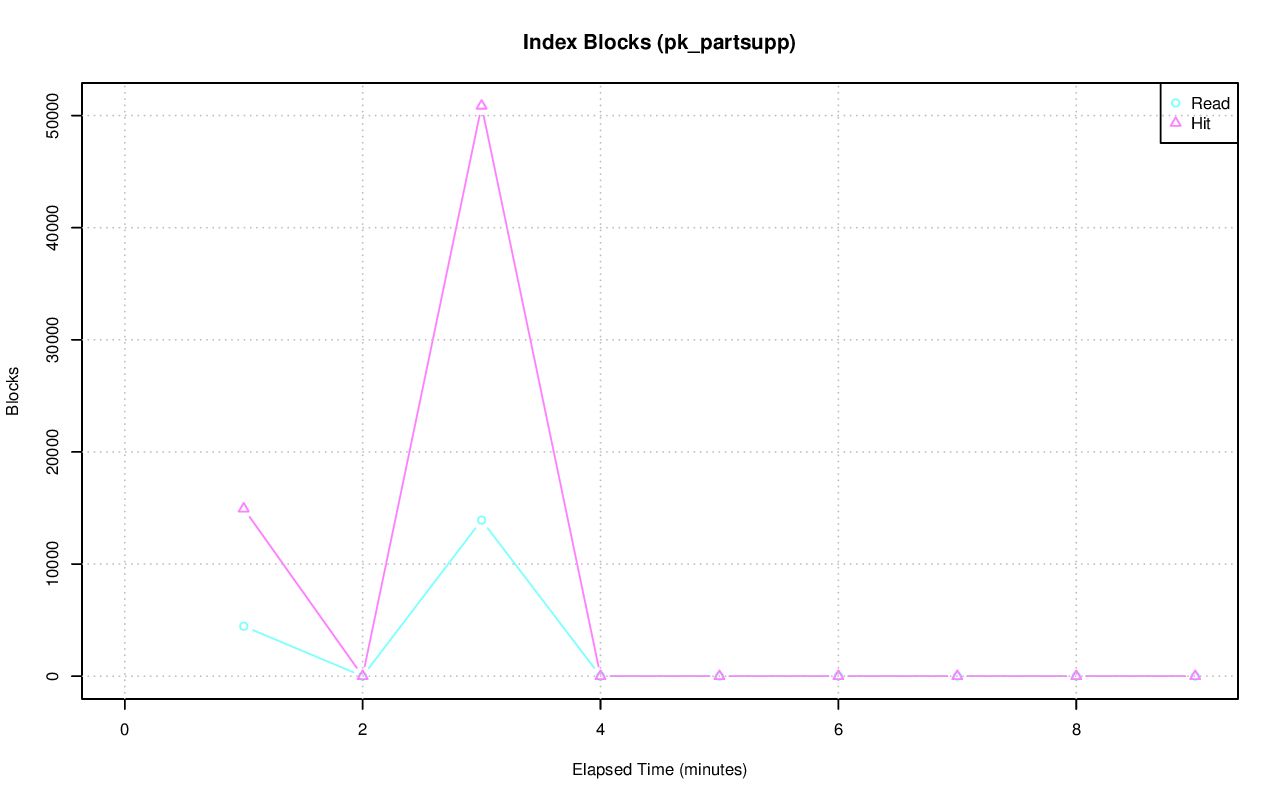 Index Blocks (pk_partsupp)
Read
Hit
50000
40000
30000
20000
10000
0
Blocks
0 2 4 6 8
Elapsed Time (minutes)